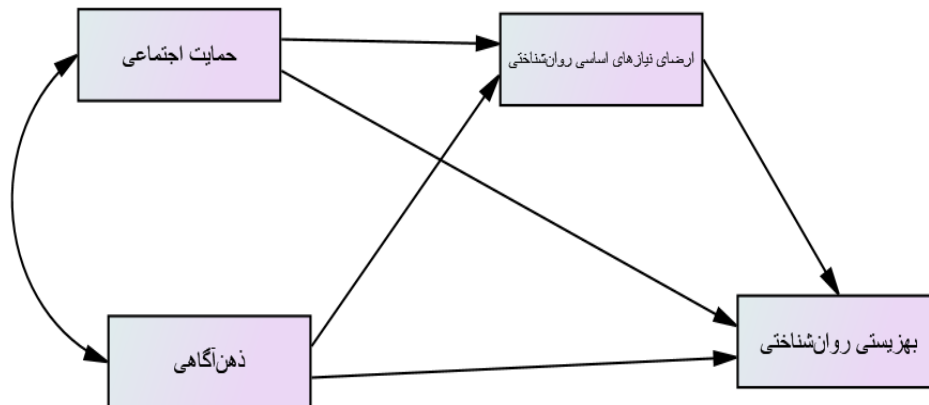 حمایت اجتماعی
ارضای نیازهای اساسی روان‌شناختی
ذهن‌آگاهی
بهزیستی روان‌شناختی